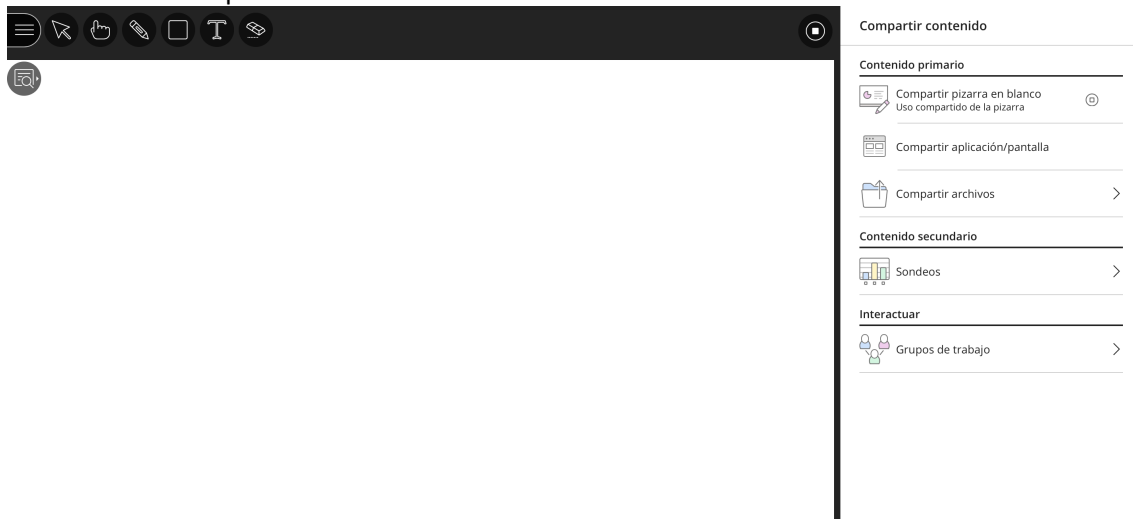 T
Compartir contenido
Contenido primario
Compartir pizarra en blanco
Uso compartido de la pizarra
Compartir aplicación/pantalla
Compartir archivos
Contenido secundario
Sondeos
Interactuar
Grupos de trabajo